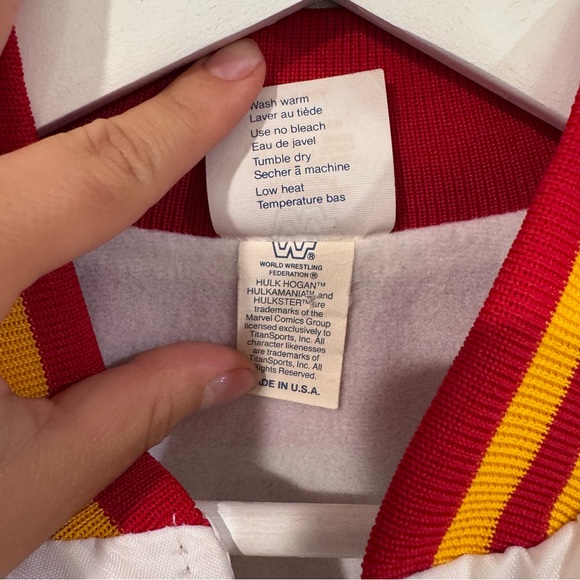 Wash warm
Laver au tiède
Use no bleach
Eau de javel
Tumble dry
Secher à machine
Low heat
Temperature bas
W ®
WORLD WRESTLING
FEDERATION ®
HULK HOGAN™
HULKAMANIA™ and
HULKSTER™ are
trademarks of the
Marvel Comics Group
licensed exclusively to
TitanSports, Inc. All
character likenesses
are trademarks of
TitanSports, Inc. All
Rights Reserved.
MADE IN U.S.A.